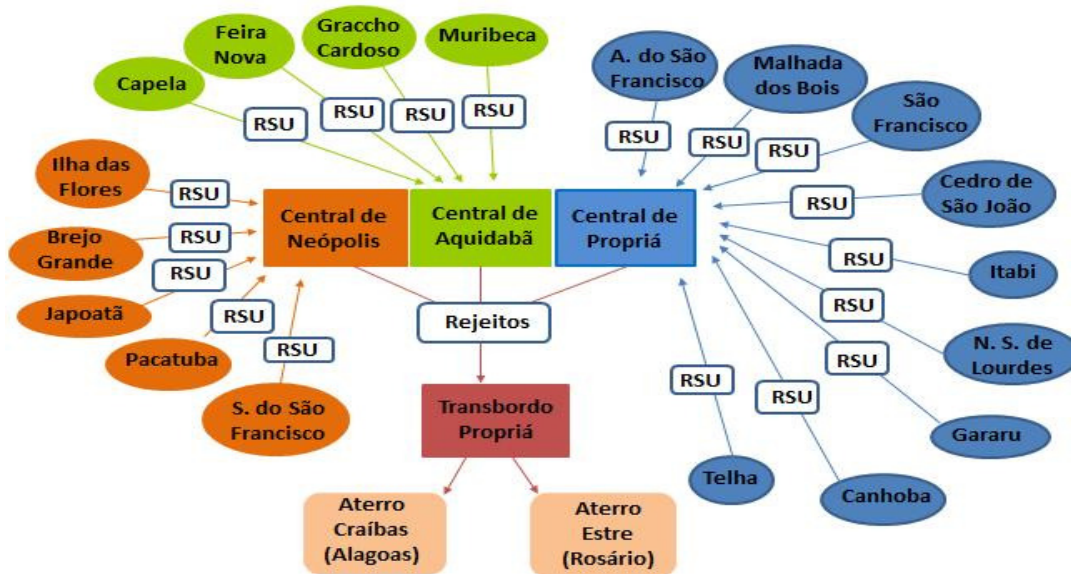 Capela
Feira
Nova
Graccho
Cardoso
Muribeca
A. do São
Francisco
Malhada
dos Bois
São
Francisco
RSU
RSU
RSU
RSU
RSU
RSU
RSU
Ilha das
Flores
RSU
Cedro de
São João
RSU
Brejo
Grande
RSU
Central de
Neópolis
Central de
Aquidabã
Central de
Propriá
RSU
Itabi
Japoatã
RSU
RSU
N. S. de
Lourdes
Pacatuba
RSU
Rejeitos
RSU
Gararu
S. do São
Francisco
RSU
Transbordo
Propriá
RSU
Telha
RSU
Canhoba
Aterro
Craíbas
(Alagoas)
Aterro
Estre
(Rosário)